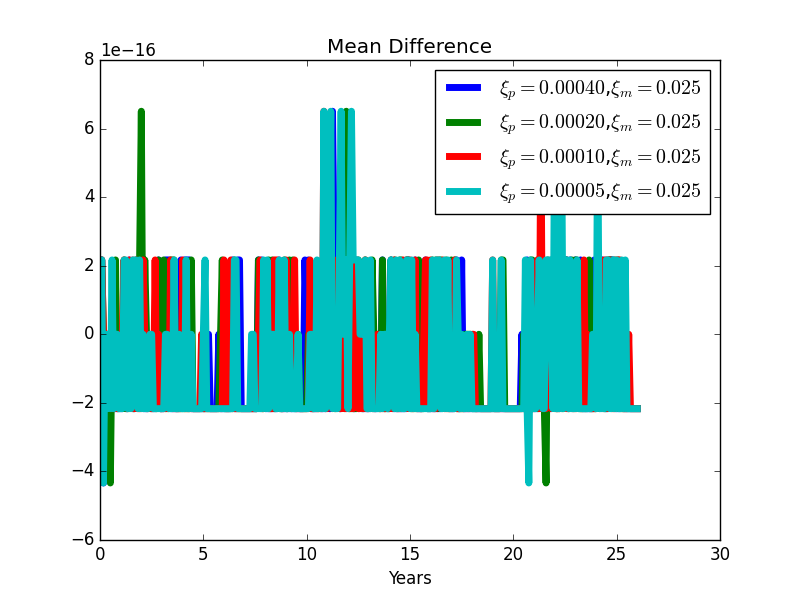 Mean Difference
1e−16
8
6
4
2
0
−2
−4
−6
0 5 10 15 20 25 30
Years
ξp = 0.00040,ξm = 0.025
ξp = 0.00020,ξm = 0.025
ξp = 0.00010,ξm = 0.025
ξp = 0.00005,ξm = 0.025